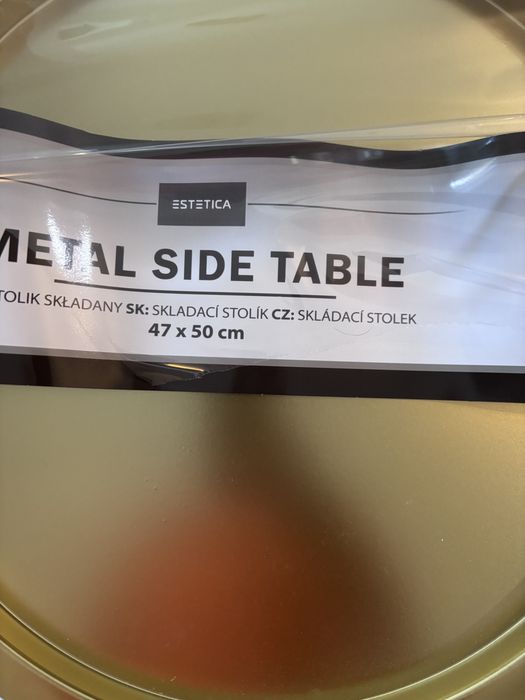 ESTETICA
METAL SIDE TABLE
TOLIK SKŁADANY SK: SKLADACÍ STOLÍK CZ: SKLÁDACÍ STOLEK
47 x 50 cm